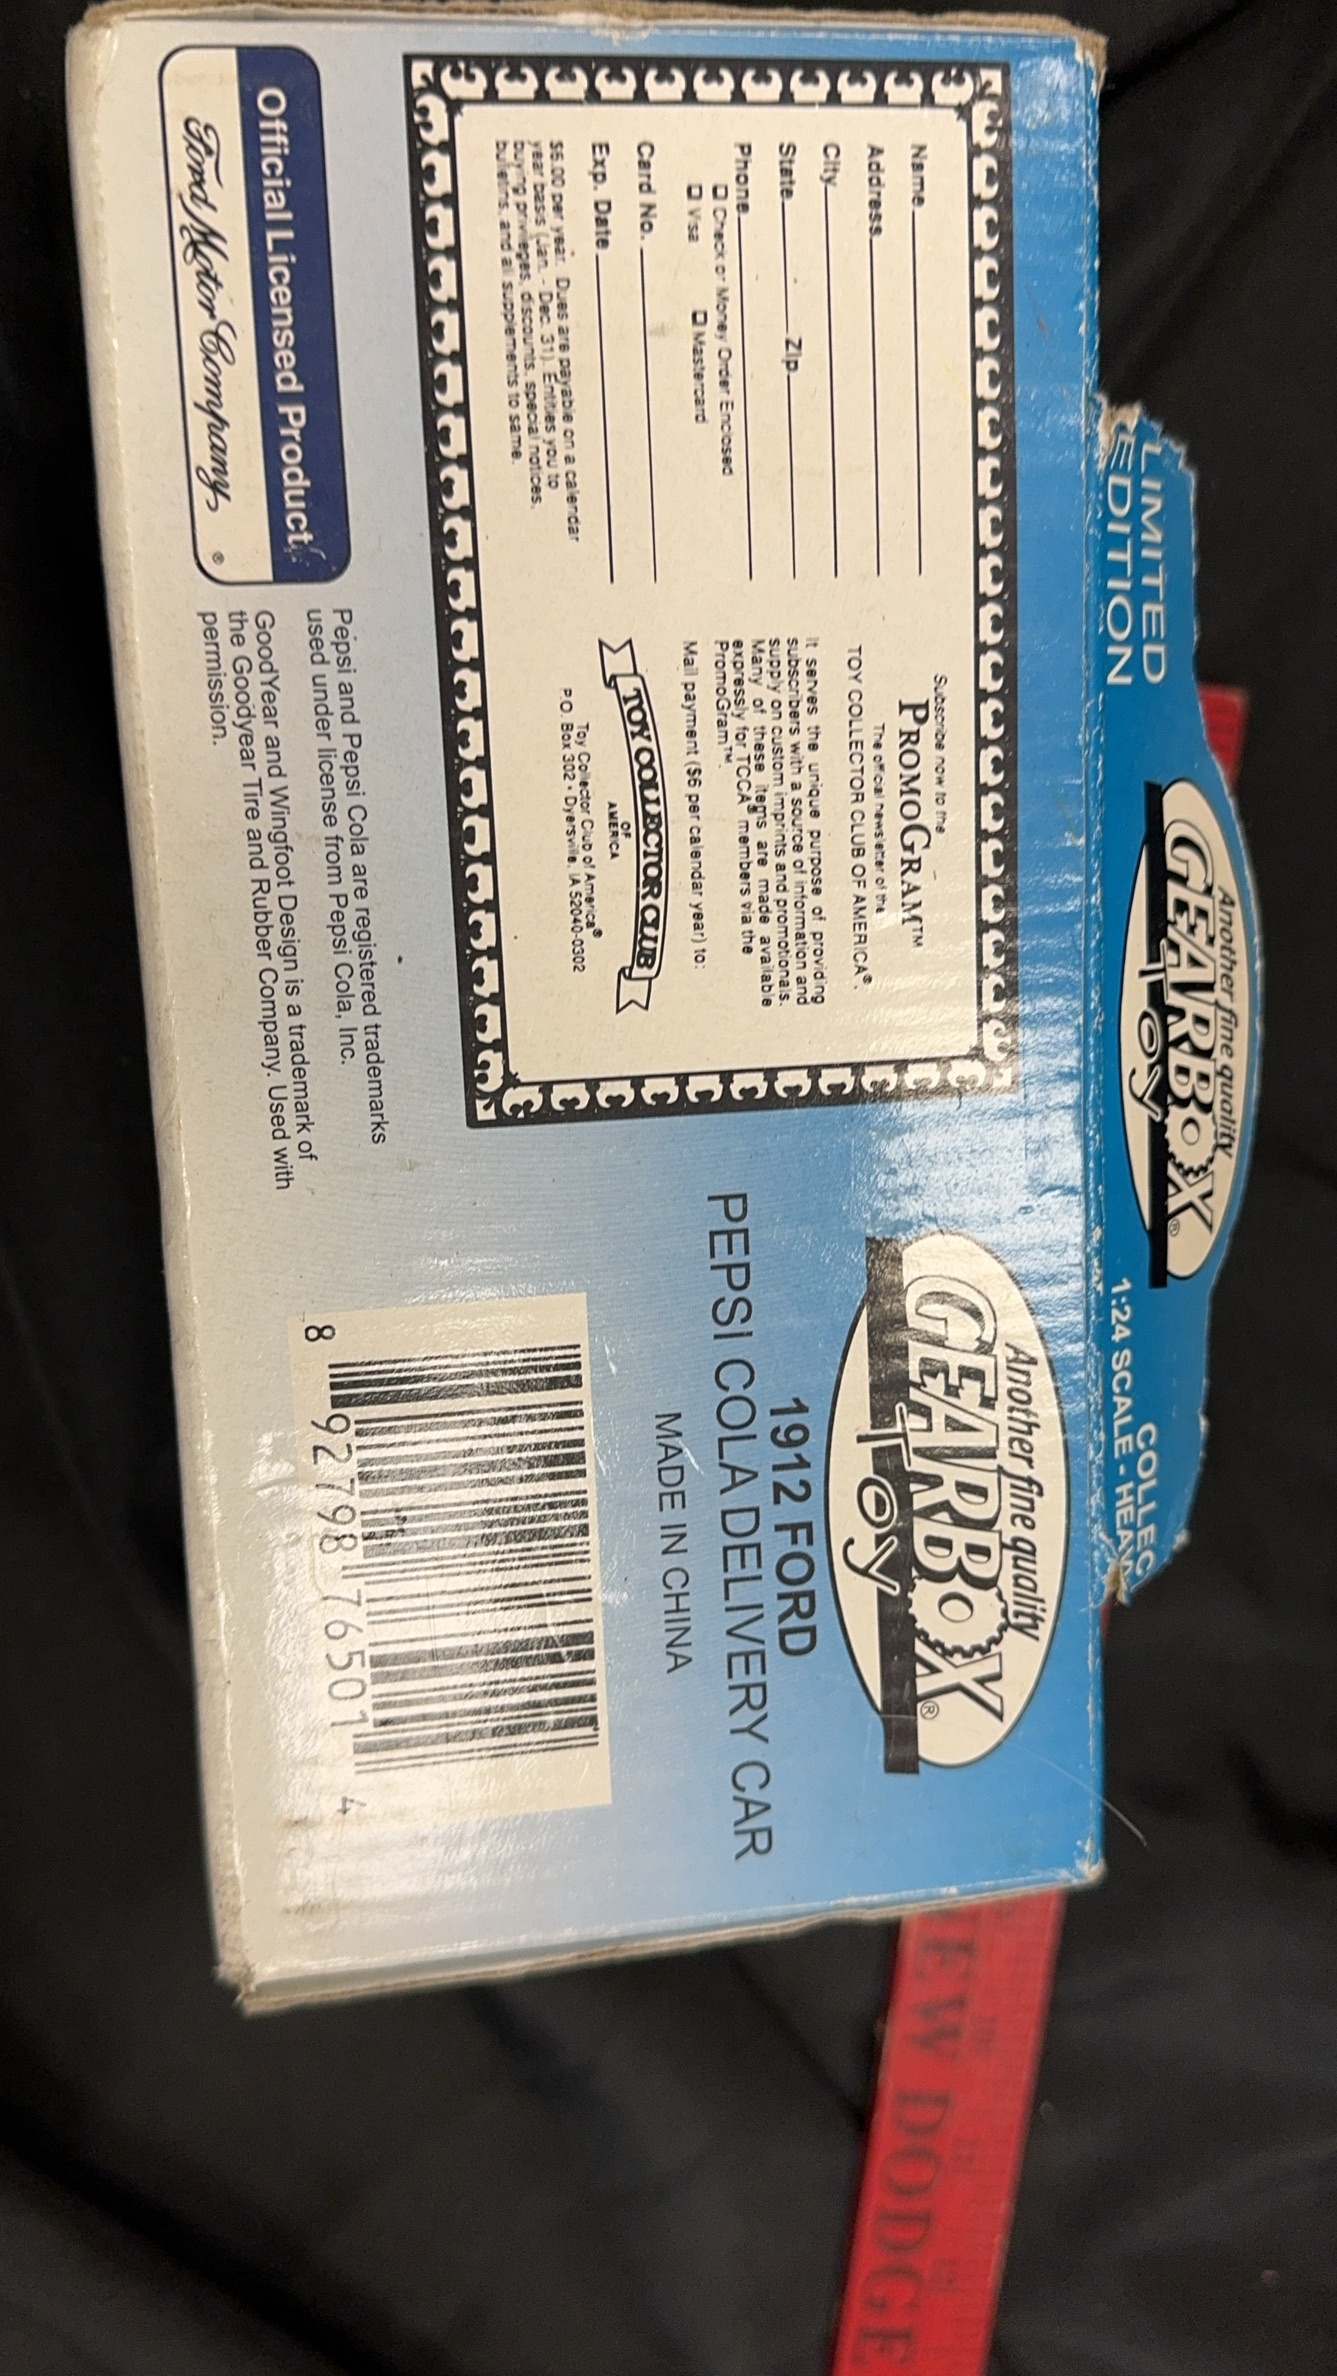 LIMITED
EDITION
Another fine quality
GEARBOX®
Toy
COLLEC
1:24 SCALE - HEAV
Name
Address
City
State Zip
Phone
Check or Money Order Enclosed
Visa Mastercard
Card No.
Exp. Date
$6.00 per year. Dues are payable on a calendar
year basis (Jan. - Dec. 31). Entitles you to
buying privileges, discounts, special notices,
bulletins, and all supplements to same.
Subscribe now to the
PROMOGRAM™
The official newsletter of the
TOY COLLECTOR CLUB OF AMERICA®.
It serves the unique purpose of providing
subscribers with a source of information and
supply on custom imprints and promotionals.
Many of these items are made available
expressly for TCCA® members via the
PromoGram™.
Mail payment ($6 per calendar year) to:
TOY COLLECTOR CLUB
OF
AMERICA
Toy Collector Club of America®
P.O. Box 302 • Dyersville, IA 52040-0302
Another fine quality
GEARBOX®
Toy
1912 FORD
PEPSI COLA DELIVERY CAR
MADE IN CHINA
8 92798 76501 4
Official Licensed Product
Ford Motor Company ®
Pepsi and Pepsi Cola are registered trademarks
used under license from Pepsi Cola, Inc.
GoodYear and Wingfoot Design is a trademark of
the Goodyear Tire and Rubber Company. Used with
permission.
EW DODGE